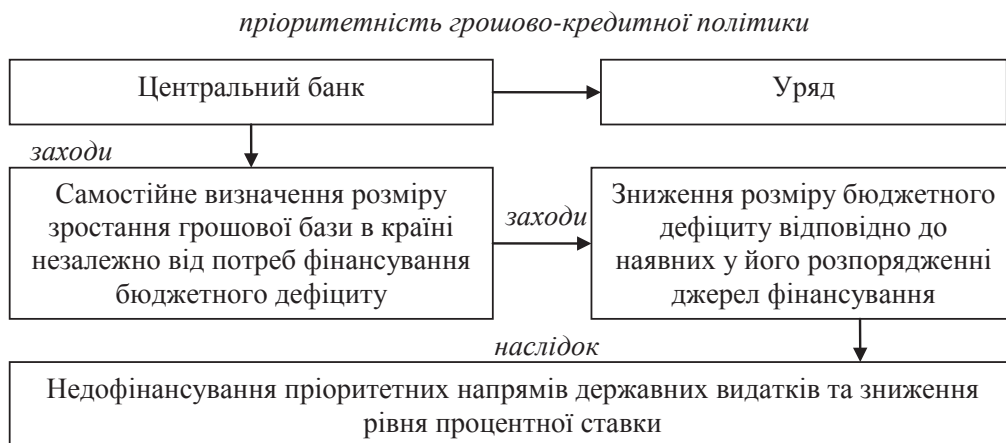 пріоритетність грошово-кредитної політики
Центральний банк
Уряд
заходи
Самостійне визначення розміру
зростання грошової бази в країні
незалежно від потреб фінансування
бюджетного дефіциту
заходи
Зниження розміру бюджетного
дефіциту відповідно до
наявних у його розпорядженні
джерел фінансування
наслідок
Недофінансування пріоритетних напрямів державних видатків та зниження
рівня процентної ставки